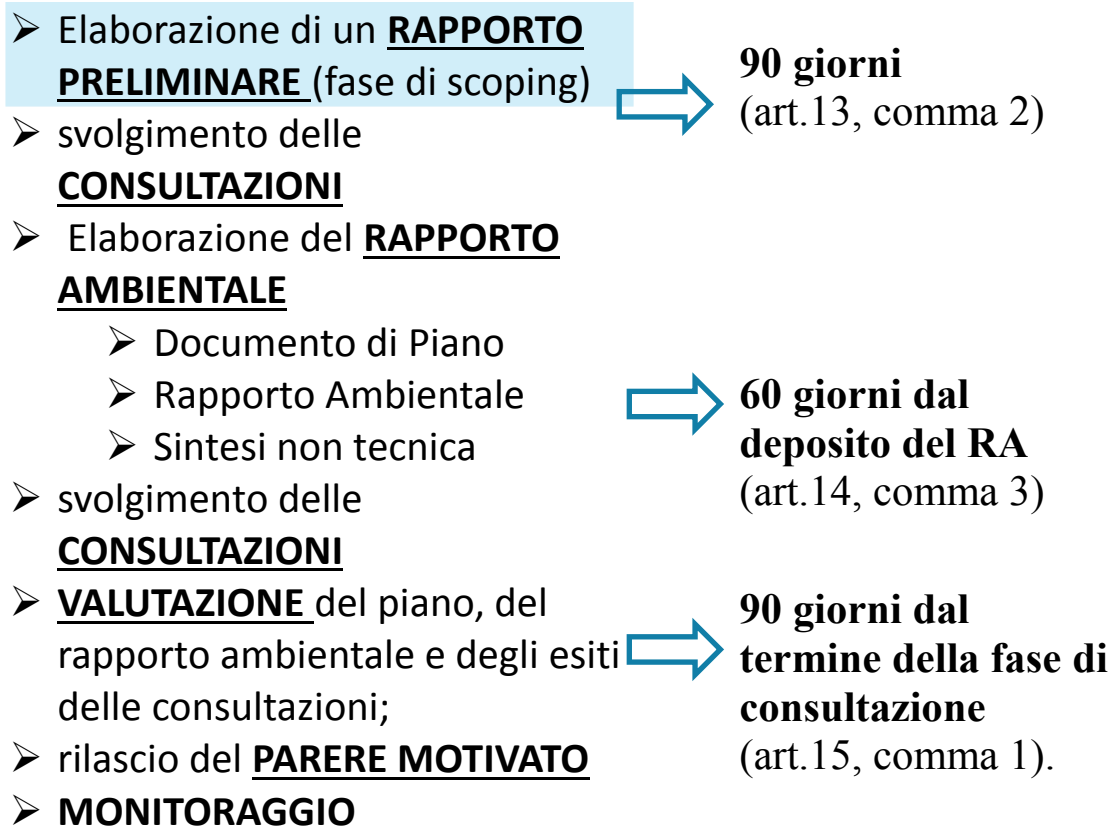 ➢ Elaborazione di un RAPPORTO
PRELIMINARE (fase di scoping)
90 giorni
(art.13, comma 2)
➢ svolgimento delle
CONSULTAZIONI
➢ Elaborazione del RAPPORTO
AMBIENTALE
➢ Documento di Piano
➢ Rapporto Ambientale
➢ Sintesi non tecnica
60 giorni dal
deposito del RA
(art.14, comma 3)
➢ svolgimento delle
CONSULTAZIONI
➢ VALUTAZIONE del piano, del
rapporto ambientale e degli esiti
delle consultazioni;
90 giorni dal
termine della fase di
consultazione
(art.15, comma 1).
➢ rilascio del PARERE MOTIVATO
➢ MONITORAGGIO